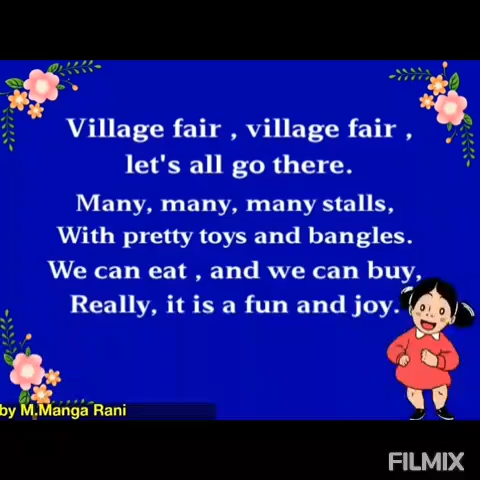 Village fair , village fair ,
let's all go there.
Many, many, many stalls,
With pretty toys and bangles.
We can eat , and we can buy,
Really, it is a fun and joy.
by M.Manga Rani
FILMIX